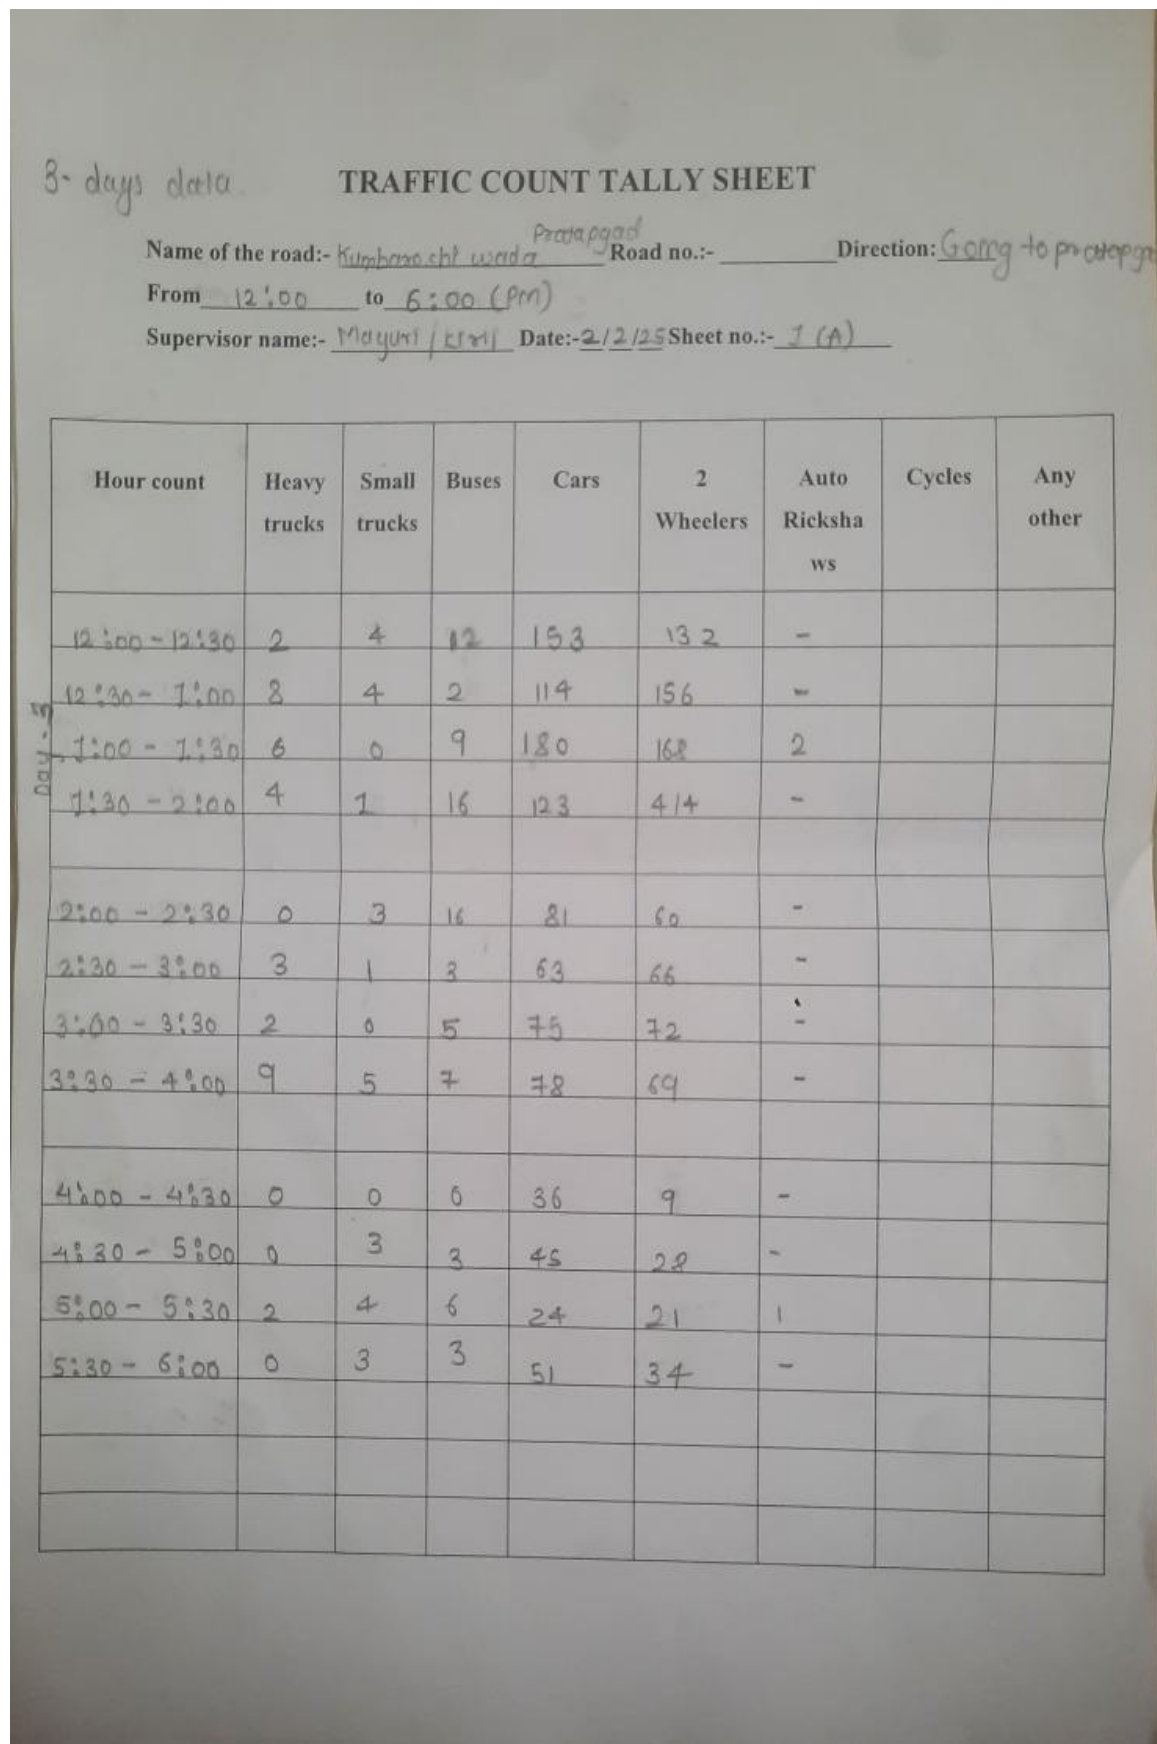 3- days data.
TRAFFIC COUNT TALLY SHEET
Pratapgad
Name of the road:- Kumbharoshi wada Road no.:- Direction: Going to pratapga
From 12:00 to 6:00 (PM)
Supervisor name:- Mayuri / Date:-2/2/25 Sheet no.:- 1 (A)
Hour count Heavy trucks Small trucks Buses Cars 2 Wheelers Auto Ricksha ws Cycles Any other
Day-3
12:00 - 12:30 2 4 12 153 132 -
12:30 - 1:00 8 4 2 114 156 -
1:00 - 1:30 6 0 9 180 168 2
1:30 - 2:00 4 1 16 123 414 -
2:00 - 2:30 0 3 16 81 60 -
2:30 - 3:00 3 1 3 63 66 -
3:00 - 3:30 2 0 5 75 72 -
3:30 - 4:00 9 5 7 78 69 -
4:00 - 4:30 0 0 0 36 9 -
4:30 - 5:00 0 3 3 45 28 -
5:00 - 5:30 2 4 6 24 21 1
5:30 - 6:00 0 3 3 51 34 -